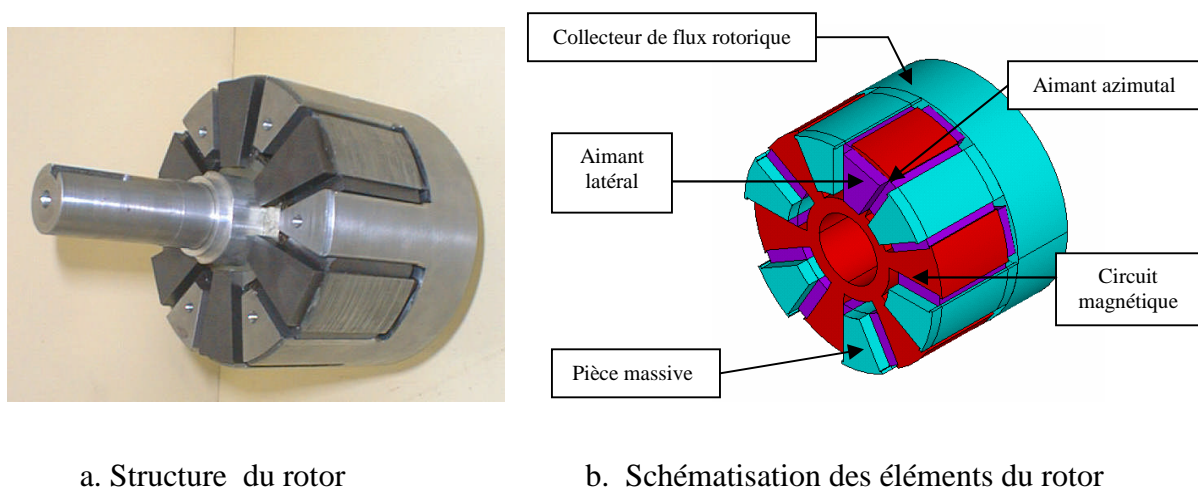 Collecteur de flux rotorique
Aimant azimutal
Aimant
latéral
Circuit
magnétique
Pièce massive
a. Structure du rotor
b. Schématisation des éléments du rotor